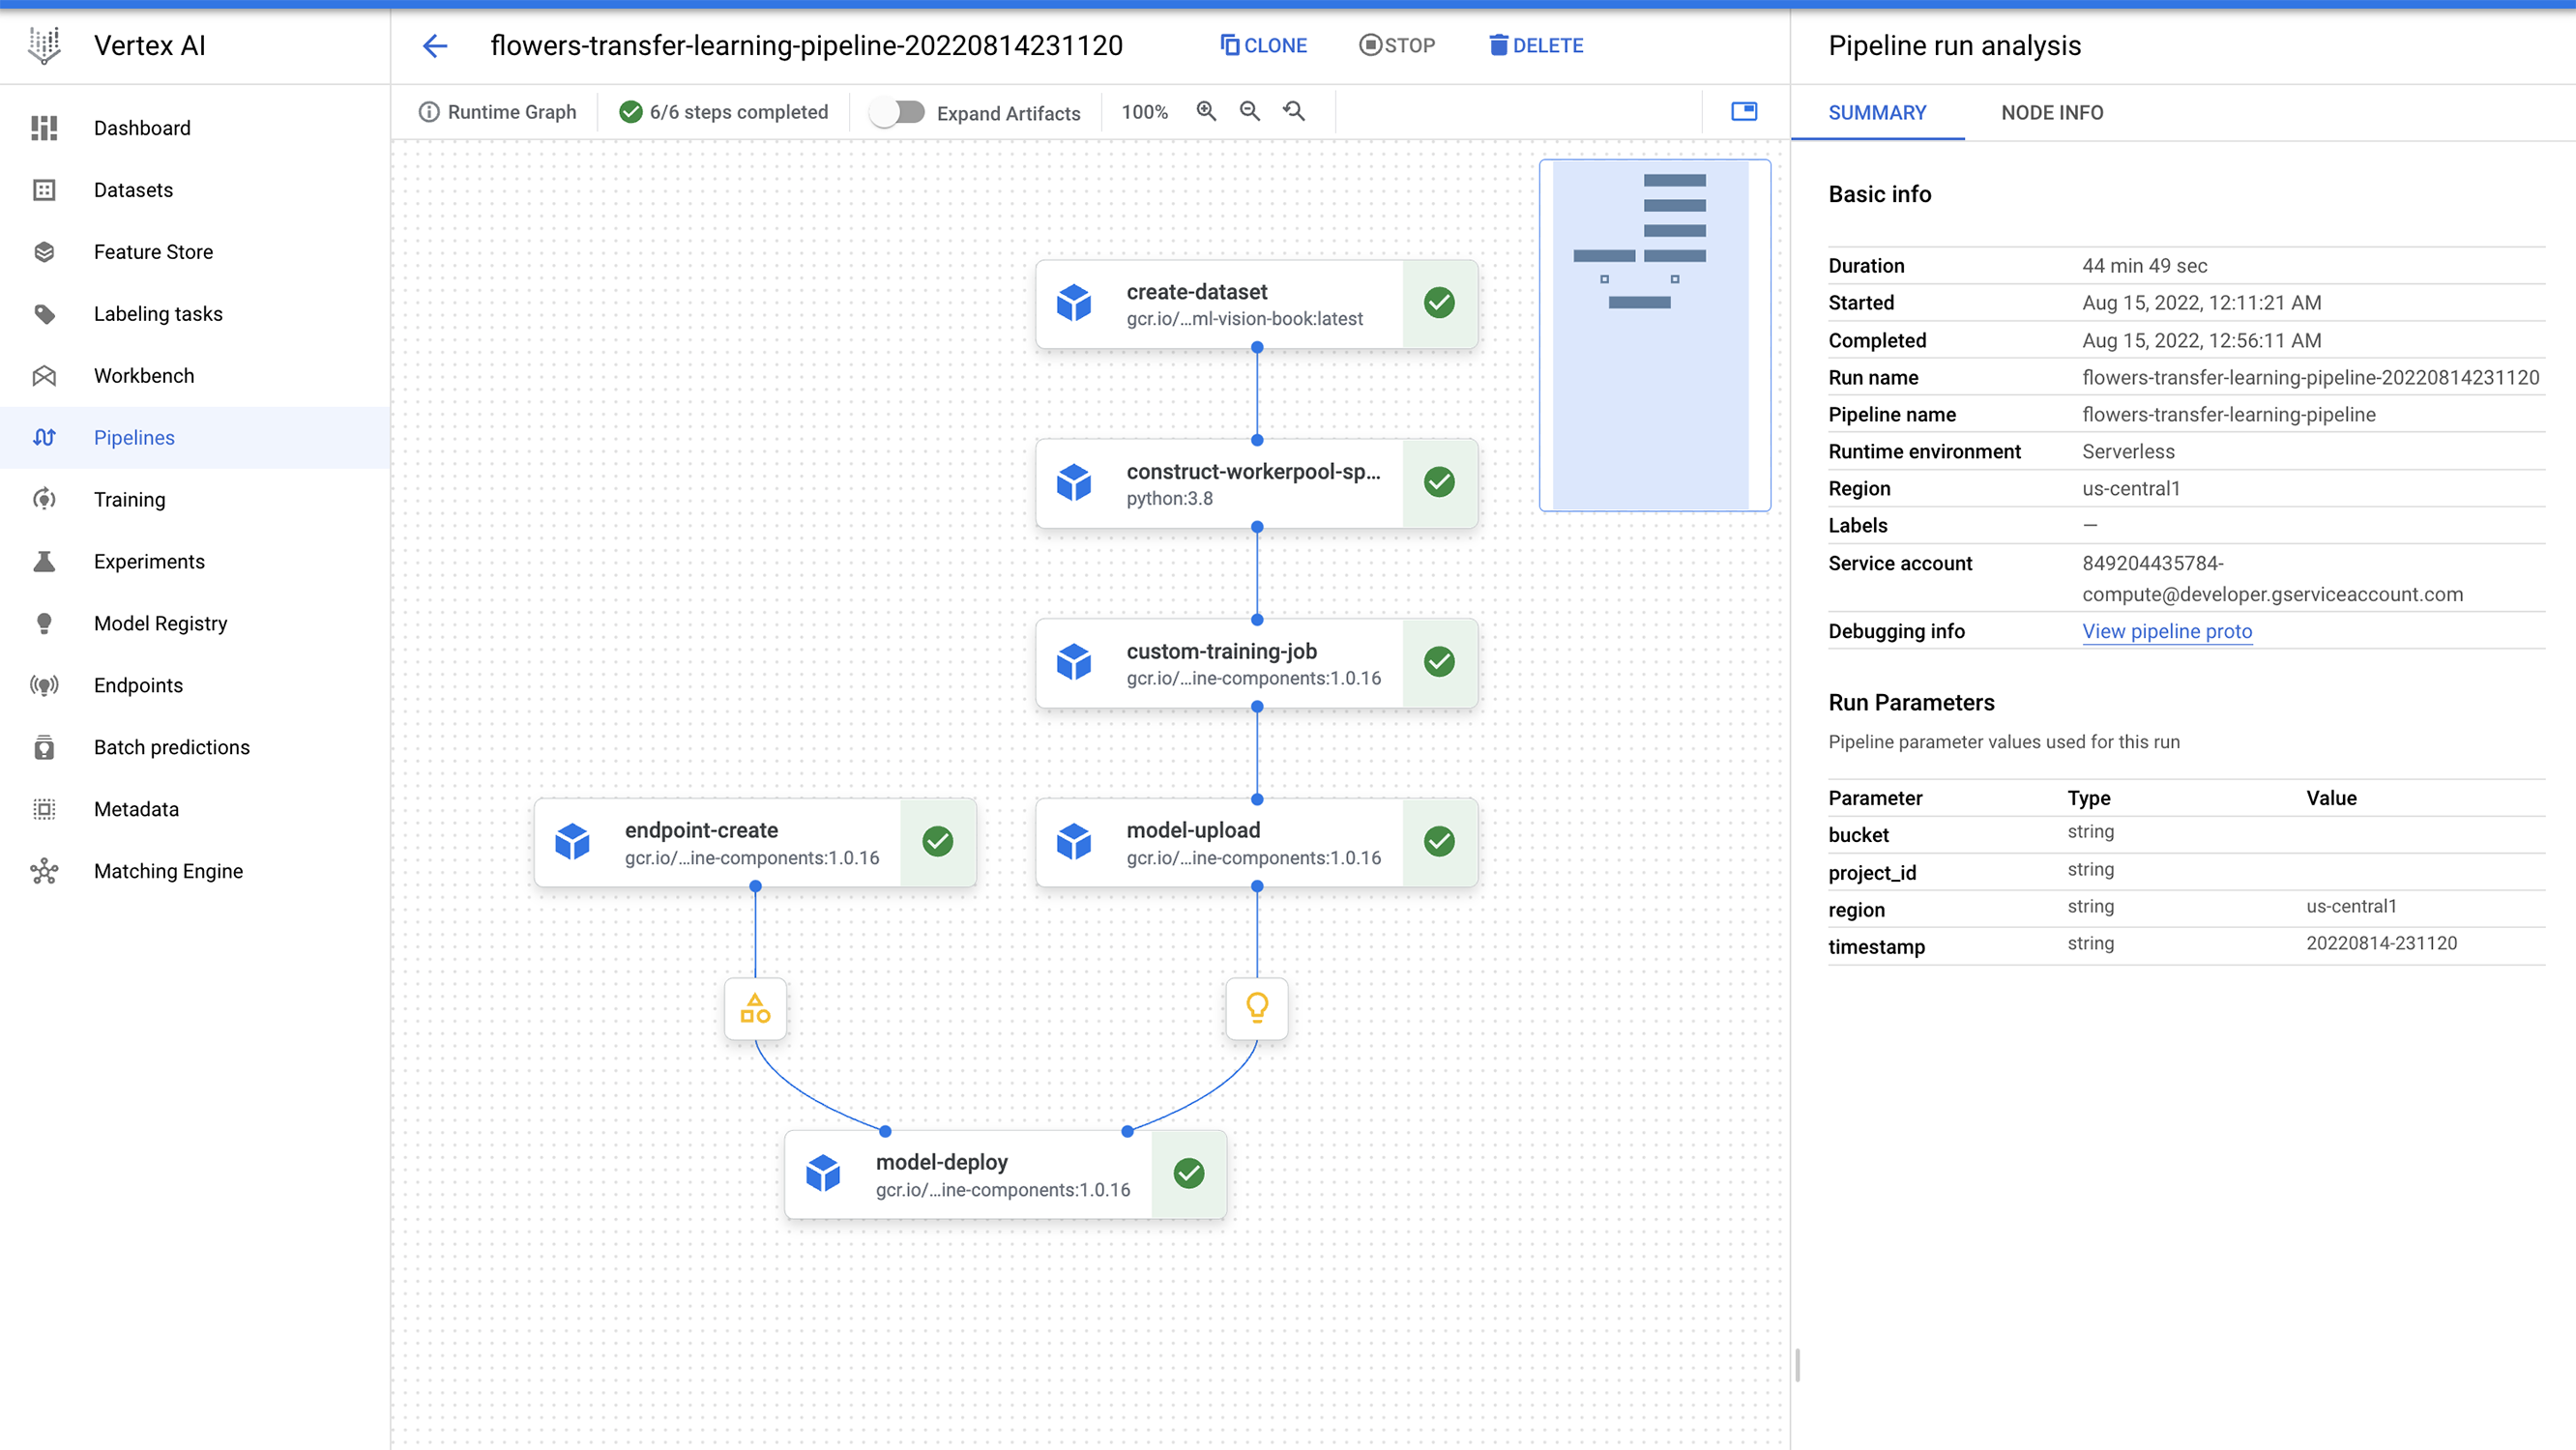 Vertex AI
Dashboard
Datasets
Feature Store
Labeling tasks
Workbench
Pipelines
Training
Experiments
Model Registry
Endpoints
Batch predictions
Metadata
Matching Engine
flowers-transfer-learning-pipeline-20220814231120
CLONE
STOP
DELETE
Runtime Graph
6/6 steps completed
Expand Artifacts
100%
create-dataset
gcr.io/...ml-vision-book:latest
construct-workerpool-sp...
python:3.8
custom-training-job
gcr.io/...ine-components:1.0.16
endpoint-create
gcr.io/...ine-components:1.0.16
model-upload
gcr.io/...ine-components:1.0.16
model-deploy
gcr.io/...ine-components:1.0.16
Pipeline run analysis
SUMMARY
NODE INFO
Basic info
Duration 44 min 49 sec
Started Aug 15, 2022, 12:11:21 AM
Completed Aug 15, 2022, 12:56:11 AM
Run name flowers-transfer-learning-pipeline-20220814231120
Pipeline name flowers-transfer-learning-pipeline
Runtime environment Serverless
Region us-central1
Labels —
Service account 849204435784-
compute@developer.gserviceaccount.com
Debugging info View pipeline proto
Run Parameters
Pipeline parameter values used for this run
Parameter Type Value
bucket string
project_id string
region string us-central1
timestamp string 20220814-231120